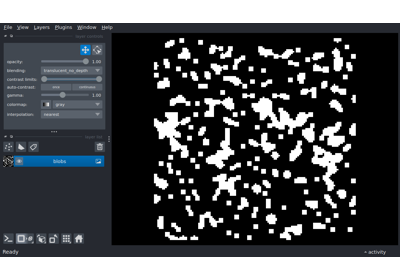 File View Layers Plugins Window Help
opacity: 1.00
blending: translucent_no_depth
contrast limits:
auto-contrast: once continuous
gamma: 1.00
colormap: gray
interpolation: nearest
blobs
Ready activity